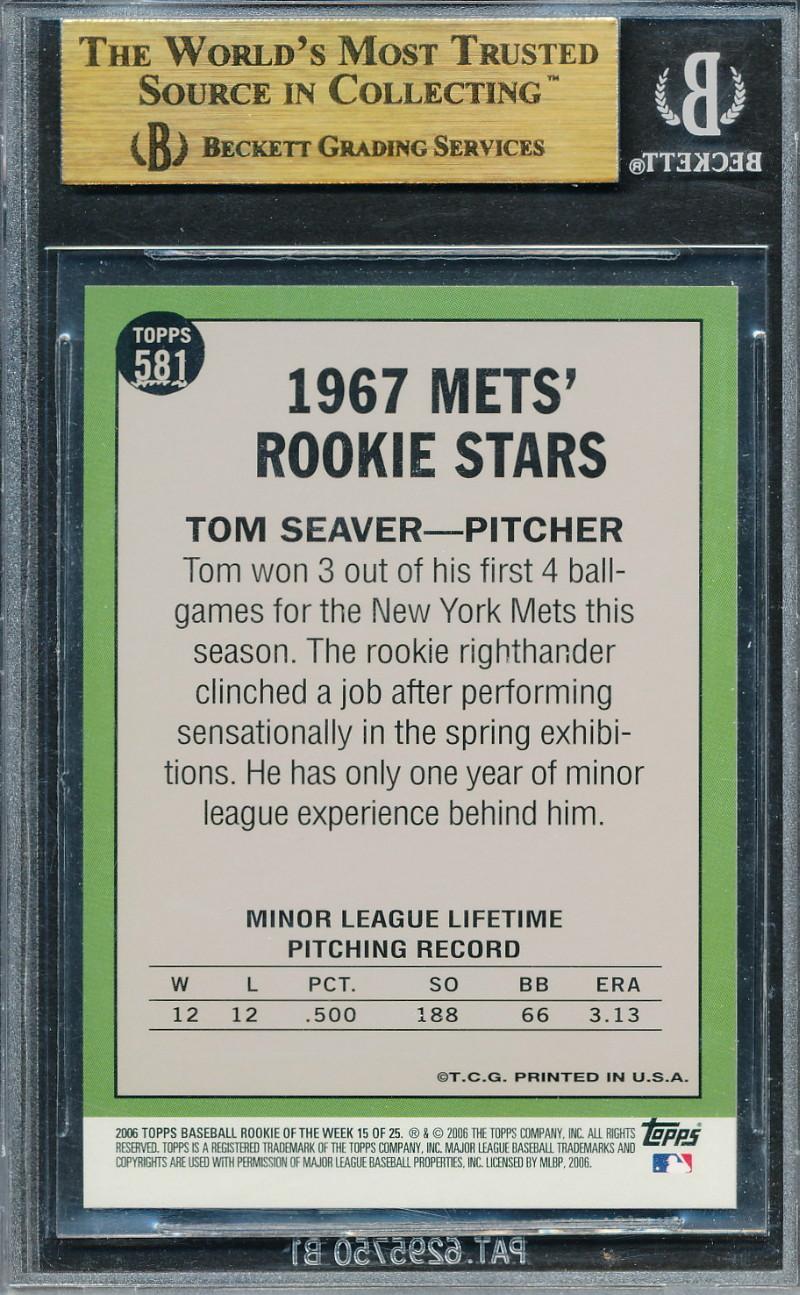 THE WORLD'S MOST TRUSTED
SOURCE IN COLLECTING™
B BECKETT GRADING SERVICES
B
BECKETT®
TOPPS
581
1967 METS'
ROOKIE STARS
TOM SEAVER—PITCHER
Tom won 3 out of his first 4 ball-
games for the New York Mets this
season. The rookie righthander
clinched a job after performing
sensationally in the spring exhibi-
tions. He has only one year of minor
league experience behind him.
MINOR LEAGUE LIFETIME
PITCHING RECORD
W L PCT. SO BB ERA
12 12 .500 188 66 3.13
©T.C.G. PRINTED IN U.S.A.
2006 TOPPS BASEBALL ROOKIE OF THE WEEK 15 OF 25. ® & © 2006 THE TOPPS COMPANY, INC. ALL RIGHTS
RESERVED. TOPPS IS A REGISTERED TRADEMARK OF THE TOPPS COMPANY, INC. MAJOR LEAGUE BASEBALL TRADEMARKS AND
COPYRIGHTS ARE USED WITH PERMISSION OF MAJOR LEAGUE BASEBALL PROPERTIES, INC. LICENSED BY MLBP, 2006.
topps
PAT.6295750 B1